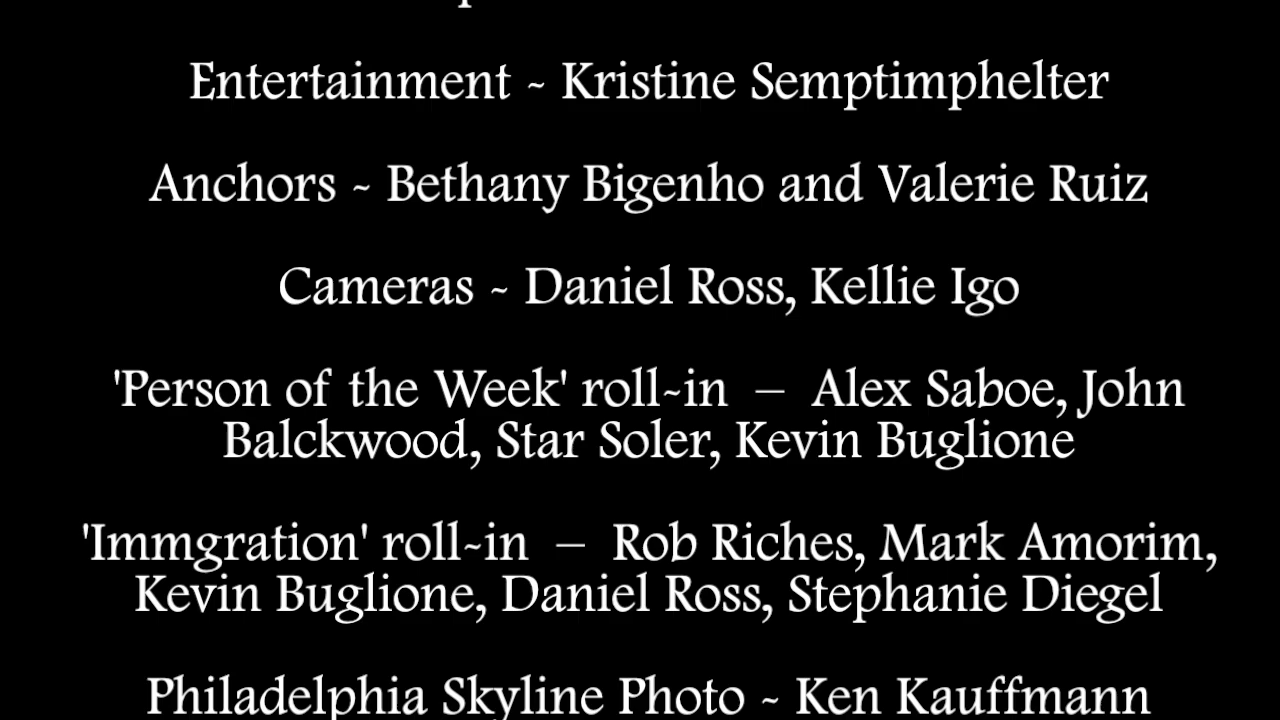 Entertainment ~ Kristine Semptimphelter
Anchors ~ Bethany Bigenho and Valerie Ruiz
Cameras ~ Daniel Ross, Kellie Igo
'Person of the Week' roll~in – Alex Saboe, John
Balckwood, Star Soler, Kevin Buglione
'Immgration' roll~in – Rob Riches, Mark Amorim,
Kevin Buglione, Daniel Ross, Stephanie Diegel
Philadelphia Skyline Photo ~ Ken Kauffmann